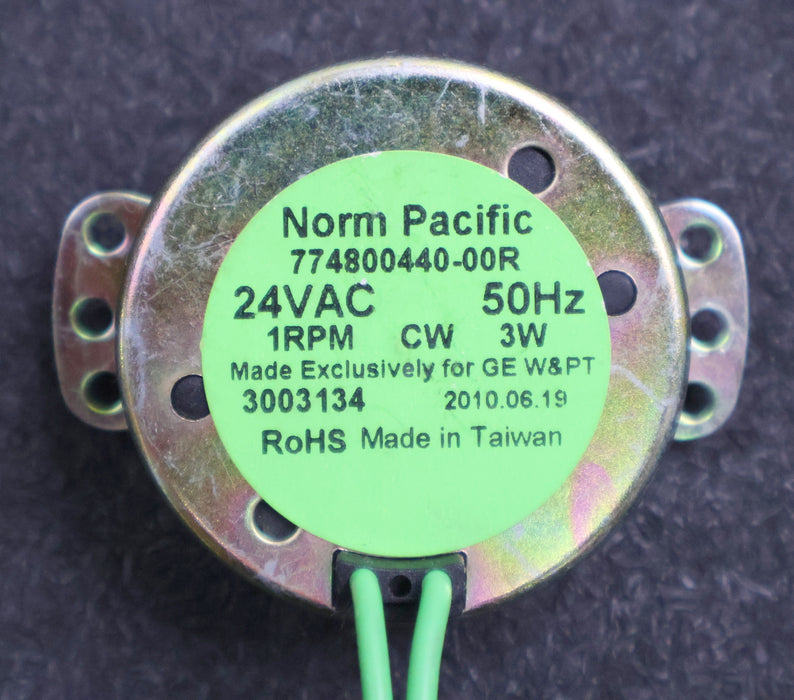 Norm Pacific
774800440-00R
24VAC 50Hz
1RPM CW 3W
Made Exclusively for GE W&PT
3003134 2010.06.19
RoHS Made in Taiwan